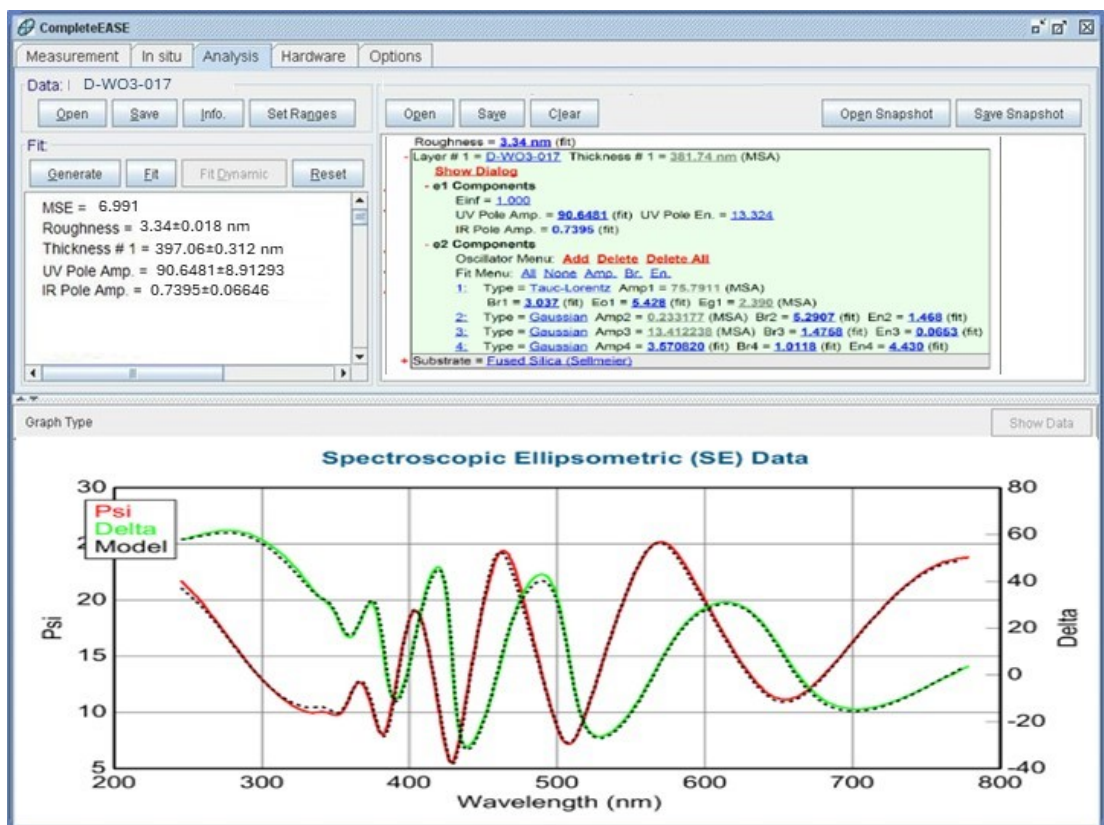 CompleteEASE
Measurement In situ Analysis Hardware Options
Data: D-WO3-017
Open Save Info. Set Ranges
Fit:
Generate Fit Fit Dynamic Reset
MSE = 6.991
Roughness = 3.34±0.018 nm
Thickness # 1 = 397.06±0.312 nm
UV Pole Amp. = 90.6481±8.91293
IR Pole Amp. = 0.7395±0.06646
Open Save Clear Open Snapshot Save Snapshot
Roughness = 3.34 nm (fit)
- Layer # 1 = D-WO3-017 Thickness # 1 = 381.74 nm (MSA)
Show Dialog
- e1 Components
Einf = 1.000
UV Pole Amp. = 90.6481 (fit) UV Pole En. = 13.324
IR Pole Amp. = 0.7395 (fit)
- e2 Components
Oscillator Menu: Add Delete Delete All
Fit Menu: All None Amp. Br. En.
1: Type = Tauc-Lorentz Amp1 = 75.7911 (MSA)
Br1 = 3.037 (fit) Eo1 = 5.428 (fit) Eg1 = 2.390 (MSA)
2: Type = Gaussian Amp2 = 0.233177 (MSA) Br2 = 5.2907 (fit) En2 = 1.468 (fit)
3: Type = Gaussian Amp3 = 13.412238 (MSA) Br3 = 1.4758 (fit) En3 = 0.0653 (fit)
4: Type = Gaussian Amp4 = 3.570820 (fit) Br4 = 1.0118 (fit) En4 = 4.430 (fit)
+ Substrate = Fused Silica (Sellmeier)
Graph Type Show Data
Spectroscopic Ellipsometric (SE) Data
30 80
Psi
Delta 60
Model
20 40
20
15
0
10 -20
5 -40
Psi
Delta
200 300 400 500 600 700 800
Wavelength (nm)